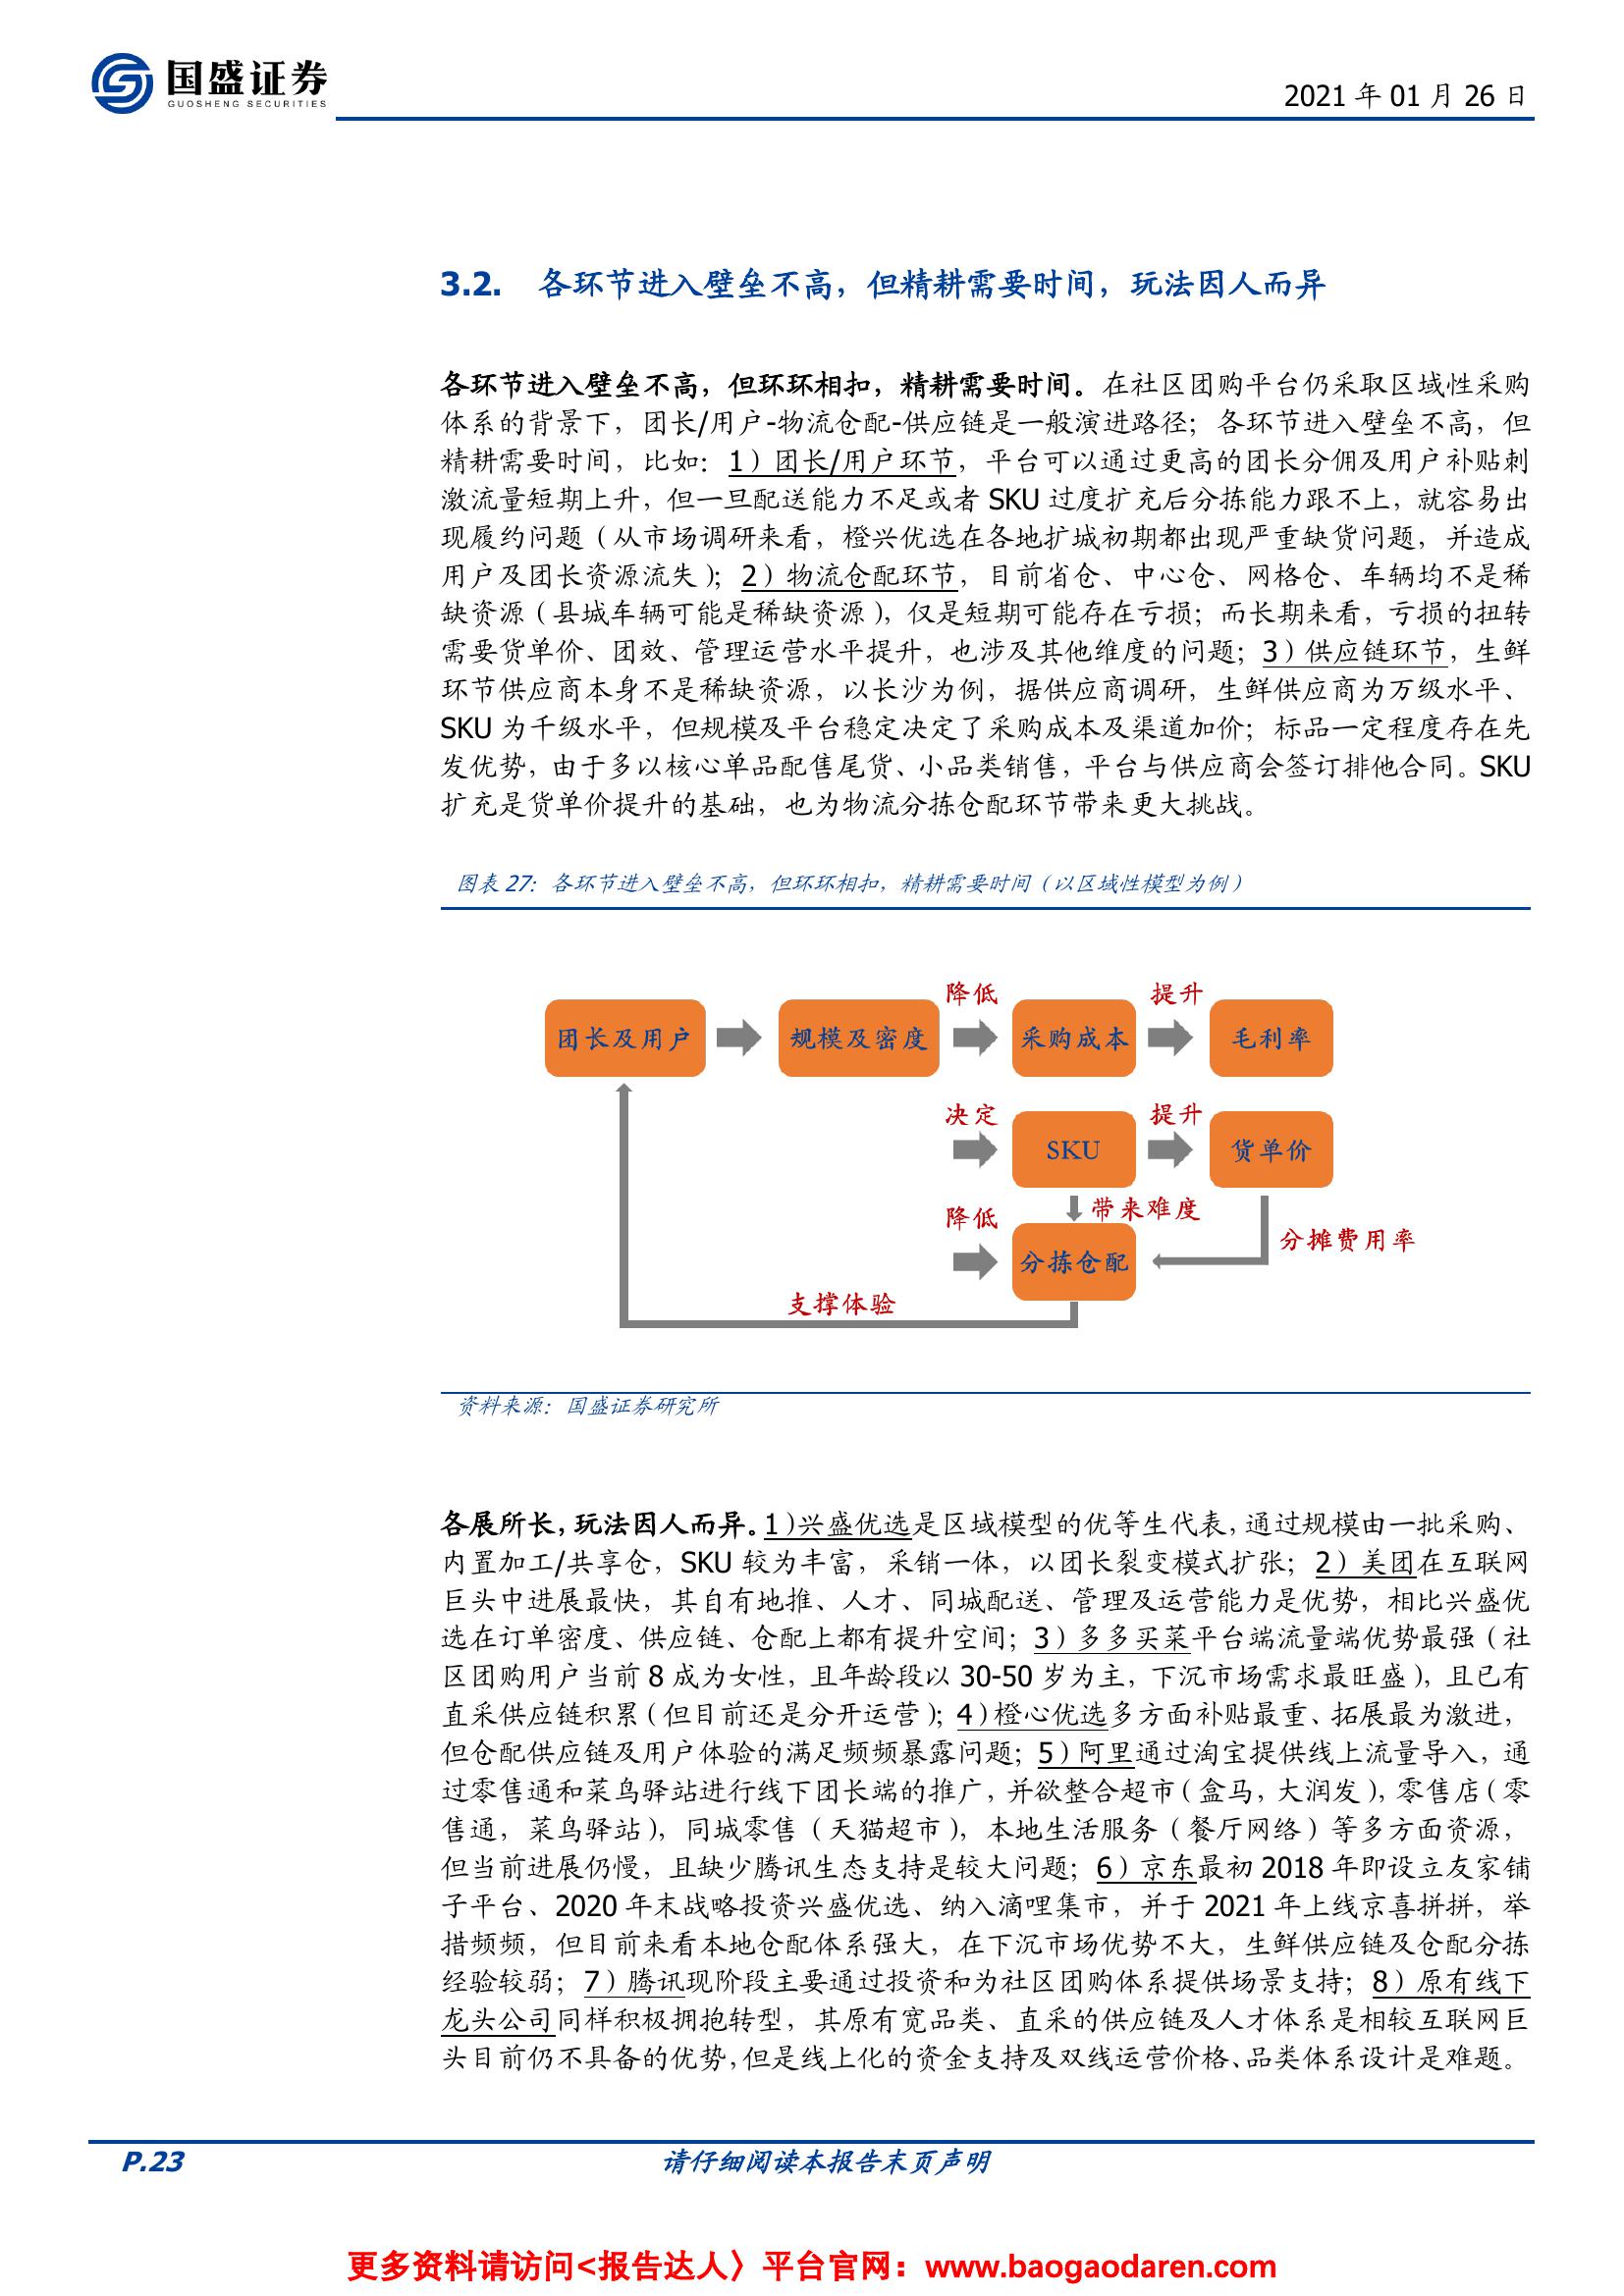 国盛证券
GUOSHENG SECURITIES
2021 年 01 月 26 日
3.2. 各环节进入壁垒不高，但精耕需要时间，玩法因人而异
各环节进入壁垒不高，但环环相扣，精耕需要时间。在社区团购平台仍采取区域性采购
体系的背景下，团长/用户-物流仓配-供应链是一般演进路径；各环节进入壁垒不高，但
精耕需要时间，比如：1）团长/用户环节，平台可以通过更高的团长分佣及用户补贴刺
激流量短期上升，但一旦配送能力不足或者 SKU 过度扩充后分拣能力跟不上，就容易出
现履约问题（从市场调研来看，橙兴优选在各地扩城初期都出现严重缺货问题，并造成
用户及团长资源流失）；2）物流仓配环节，目前省仓、中心仓、网格仓、车辆均不是稀
缺资源（县城车辆可能是稀缺资源），仅是短期可能存在亏损；而长期来看，亏损的扭转
需要货单价、团效、管理运营水平提升，也涉及其他维度的问题；3）供应链环节，生鲜
环节供应商本身不是稀缺资源，以长沙为例，据供应商调研，生鲜供应商为万级水平、
SKU 为千级水平，但规模及平台稳定决定了采购成本及渠道加价；标品一定程度存在先
发优势，由于多以核心单品配售尾货、小品类销售，平台与供应商会签订排他合同。SKU
扩充是货单价提升的基础，也为物流分拣仓配环节带来更大挑战。
图表 27：各环节进入壁垒不高，但环环相扣，精耕需要时间（以区域性模型为例）
降低 提升
团长及用户 规模及密度 采购成本 毛利率
决定 提升
SKU 货单价
带来难度
降低
分摊费用率
分拣仓配
支撑体验
资料来源：国盛证券研究所
各展所长，玩法因人而异。1）兴盛优选是区域模型的优等生代表，通过规模由一批采购、
内置加工/共享仓，SKU 较为丰富，采销一体，以团长裂变模式扩张；2）美团在互联网
巨头中进展最快，其自有地推、人才、同城配送、管理及运营能力是优势，相比兴盛优
选在订单密度、供应链、仓配上都有提升空间；3）多多买菜平台端流量端优势最强（社
区团购用户当前 8 成为女性，且年龄段以 30-50 岁为主，下沉市场需求最旺盛），且已有
直采供应链积累（但目前还是分开运营）；4）橙心优选多方面补贴最重、拓展最为激进，
但仓配供应链及用户体验的满足频频暴露问题；5）阿里通过淘宝提供线上流量导入，通
过零售通和菜鸟驿站进行线下团长端的推广，并欲整合超市（盒马，大润发），零售店（零
售通，菜鸟驿站），同城零售（天猫超市），本地生活服务（餐厅网络）等多方面资源，
但当前进展仍慢，且缺少腾讯生态支持是较大问题；6）京东最初 2018 年即设立友家铺
子平台、2020 年末战略投资兴盛优选、纳入滴哩集市，并于 2021 年上线京喜拼拼，举
措频频，但目前来看本地仓配体系强大，在下沉市场优势不大，生鲜供应链及仓配分拣
经验较弱；7）腾讯现阶段主要通过投资和为社区团购体系提供场景支持；8）原有线下
龙头公司同样积极拥抱转型，其原有宽品类、直采的供应链及人才体系是相较互联网巨
头目前仍不具备的优势，但是线上化的资金支持及双线运营价格、品类体系设计是难题。
P.23 请仔细阅读本报告末页声明
更多资料请访问<报告达人〉平台官网：www.baogaodaren.com